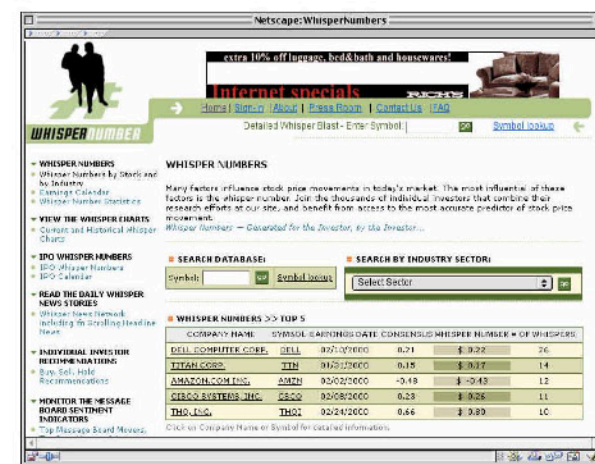 Netscape: WhisperNumbers
extra 10% off luggage, bed&bath and housewares!
Internet specials RICH'S
Home | Sign-in | About | Press Room | Contact Us | FAQ
WHISPER NUMBER
Detailed Whisper Blast - Enter Symbol: GO Symbol lookup
WHISPER NUMBERS
Whisper Numbers by Stock and
by Industry
Earnings Calendar
Whisper Number Statistics
VIEW THE WHISPER CHARTS
Current and Historical Whisper
Charts
IPO WHISPER NUMBERS
IPO Whisper Numbers
IPO Calendar
READ THE DAILY WHISPER
NEWS STORIES
Whisper News Network
including the Scrolling Headline
News
INDIVIDUAL INVESTOR
RECOMMENDATIONS
Buy, Sell, Hold
Recommendations
MONITOR THE MESSAGE
BOARD SENTIMENT
INDICATORS
Top Message Board Movers,
WHISPER NUMBERS
Many factors influence stock price movements in today's market. The most influential of these
factors is the whisper number. Join the thousands of individual investors that combine their
research efforts at our site, and benefit from access to the most accurate predictor of stock price
movement.
Whisper Numbers — Generated for the Investor, by the Investor...
SEARCH DATABASE:
Symbol: GO Symbol lookup
SEARCH BY INDUSTRY SECTOR:
Select Sector GO
WHISPER NUMBERS >> TOP 5
COMPANY NAME SYMBOL EARNINGS DATE CONSENSUS WHISPER NUMBER # OF WHISPERS
DELL COMPUTER CORP. DELL 02/10/2000 0.21 $ 0.22 26
TITAN CORP. TTN 01/31/2000 0.15 $ 0.17 14
AMAZON.COM INC. AMZN 02/02/2000 -0.48 $ -0.43 12
CISCO SYSTEMS, INC. CSCO 02/08/2000 0.23 $ 0.26 11
THQ, INC. THQI 02/24/2000 0.66 $ 0.80 10
Click on Company Name or Symbol for detailed information.